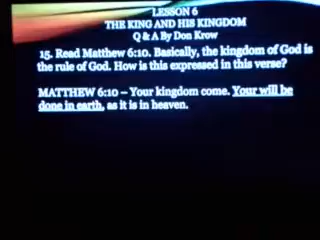 LESSON 6
THE KING AND HIS KINGDOM
Q & A By Don Krow
15. Read Matthew 6:10. Basically, the kingdom of God is
the rule of God. How is this expressed in this verse?
MATTHEW 6:10 – Your kingdom come. Your will be
done in earth, as it is in heaven.